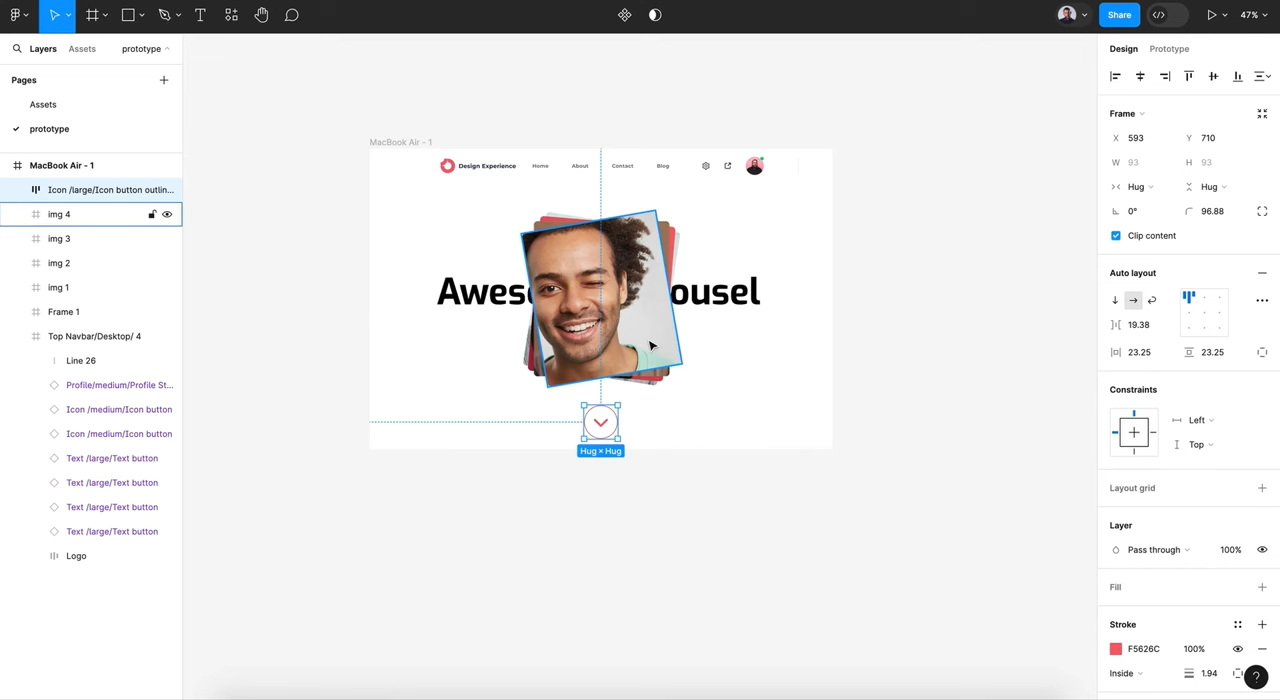 Share
47%
Layers
Assets
prototype
Pages
Assets
prototype
MacBook Air - 1
Icon /large/Icon button outlin...
img 4
img 3
img 2
img 1
Frame 1
Top Navbar/Desktop/ 4
Line 26
Profile/medium/Profile St...
Icon /medium/Icon button
Icon /medium/Icon button
Text /large/Text button
Text /large/Text button
Text /large/Text button
Text /large/Text button
Logo
MacBook Air - 1
Design Experience
Home
About
Contact
Blog
Awes
ousel
Hug × Hug
Design
Prototype
Frame
X 593
Y 710
W 93
H 93
Hug
Hug
0°
96.88
Clip content
Auto layout
19.38
23.25
23.25
Constraints
Left
Top
Layout grid
Layer
Pass through
100%
Fill
Stroke
F5626C
100%
Inside
1.94
?